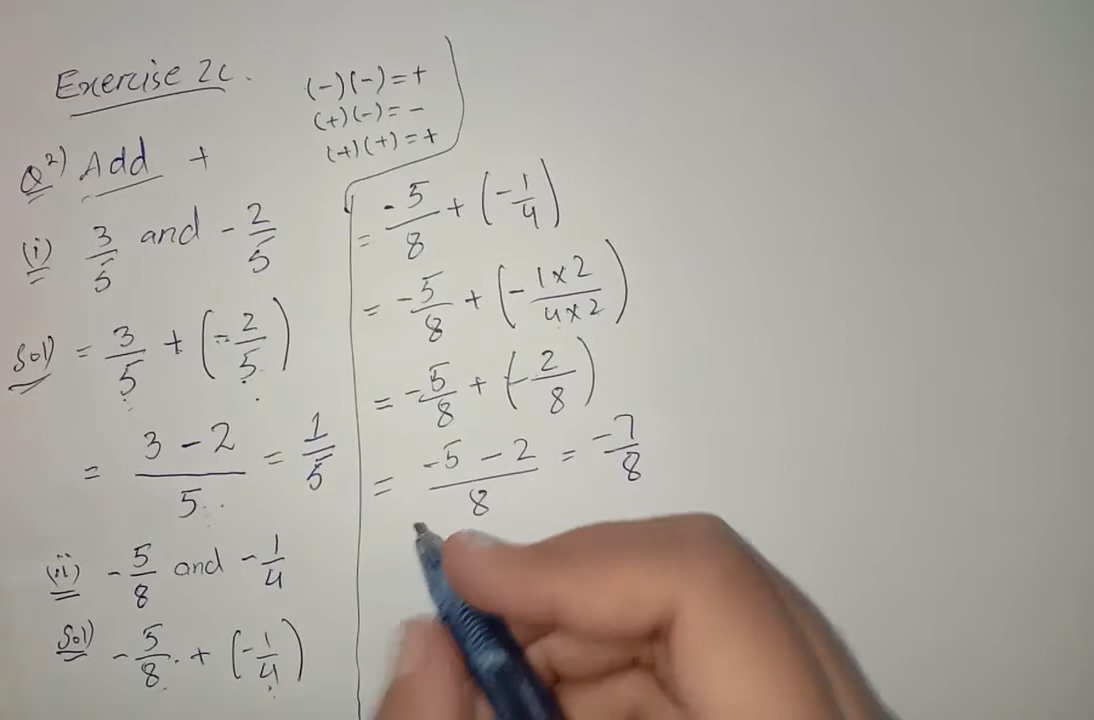 Exercise 2c.
(-)(-) = +
(+)(-) = -
(+)(+) = +
Q2) Add +
(i) 3/5 and -2/5
Sol) = 3/5 + (-2/5)
= 3 - 2/5 = 1/5
(ii) -5/8 and -1/4
Sol) -5/8 + (-1/4)
= -5/8 + (-1/4)
= -5/8 + (-1×2/4×2)
= -5/8 + (-2/8)
= -5 - 2/8 = -7/8